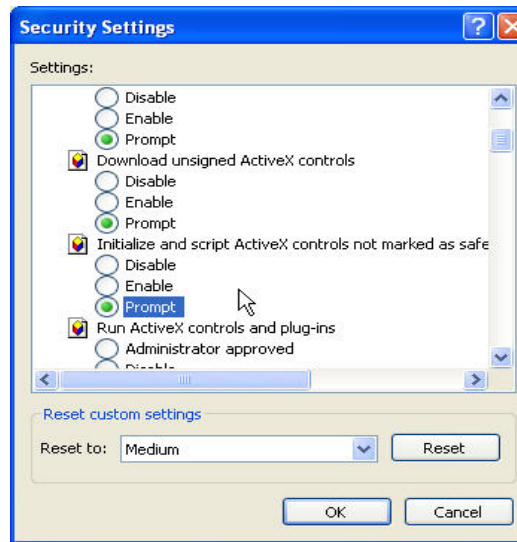 Security Settings
Settings:
Disable
Enable
Prompt
Download unsigned ActiveX controls
Disable
Enable
Prompt
Initialize and script ActiveX controls not marked as safe
Disable
Enable
Prompt
Run ActiveX controls and plug-ins
Administrator approved
Reset custom settings
Reset to:
Medium
Reset
OK
Cancel